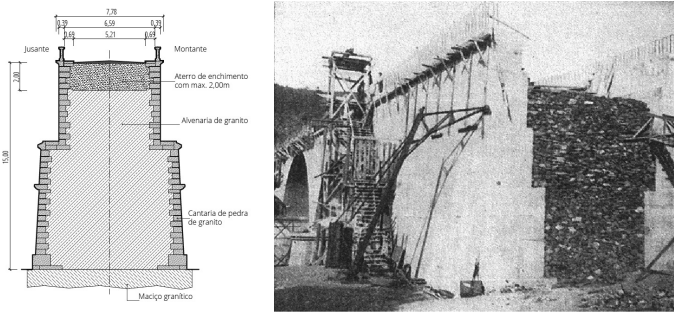 7,78
0,39 6,59 0,39
0,69 5,21 0,69
Jusante
Montante
2,00
15,00
Aterro de enchimento
com max. 2,00m
Alvenaria de granito
Cantaria de pedra
de granito
Maciço granítico